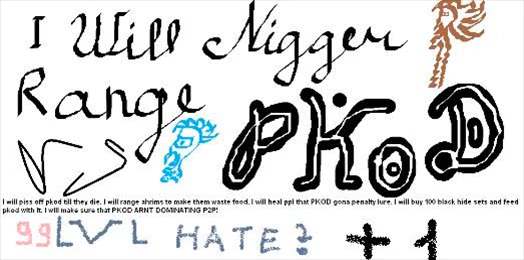 I Will Nigger
Range PKOD
VS
I will piss off pkod till they die, I will range ahrims to make them waste food, I will heal ppl that PKOD gona penalty lure. I will buy 100 black hide sets and feed
pkod with ft. I will make sure that PKOD ARNT DOMINATING P2P!
99LVL HATE? +1